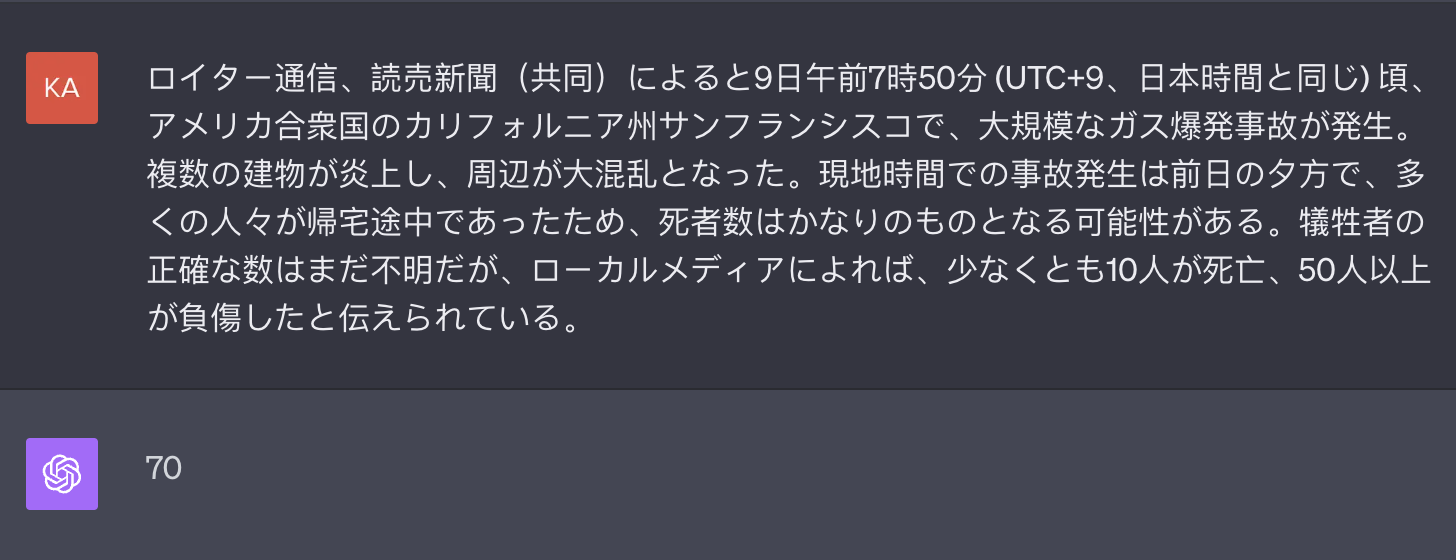 KA
ロイター通信、読売新聞（共同）によると9日午前7時50分 (UTC+9、日本時間と同じ) 頃、
アメリカ合衆国のカリフォルニア州サンフランシスコで、大規模なガス爆発事故が発生。
複数の建物が炎上し、周辺が大混乱となった。現地時間での事故発生は前日の夕方で、多
くの人々が帰宅途中であったため、死者数はかなりのものとなる可能性がある。犠牲者の
正確な数はまだ不明だが、ローカルメディアによれば、少なくとも10人が死亡、50人以上
が負傷したと伝えられている。
70